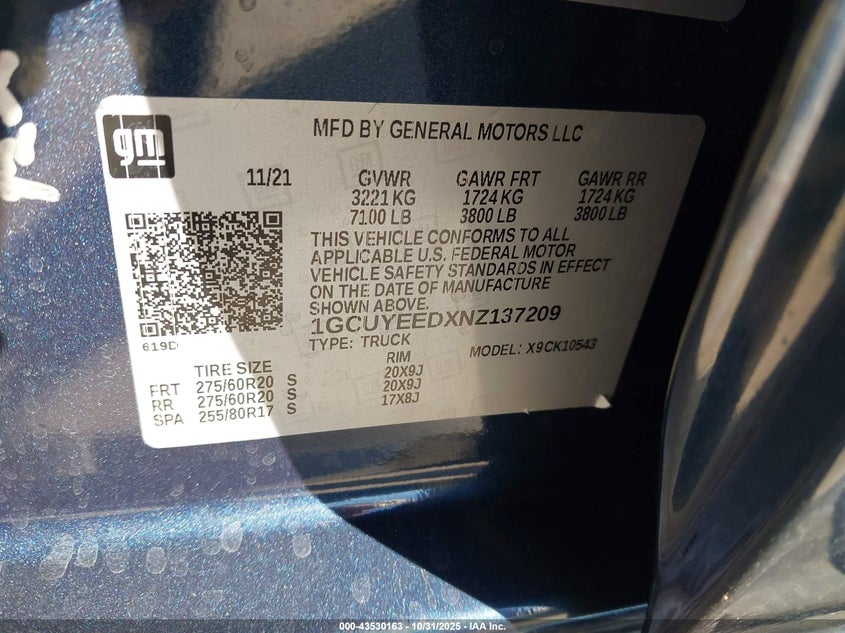 gm
MFD BY GENERAL MOTORS LLC
11/21 GVWR GAWR FRT GAWR RR
3221 KG 1724 KG 1724 KG
7100 LB 3800 LB 3800 LB
THIS VEHICLE CONFORMS TO ALL
APPLICABLE U.S. FEDERAL MOTOR
VEHICLE SAFETY STANDARDS IN EFFECT
ON THE DATE OF MANUFACTURE
SHOWN ABOVE.
1GCUYEEDXNZ137209
619D
TYPE: TRUCK MODEL: X9CK10543
TIRE SIZE RIM
FRT 275/60R20 S 20X9J
RR 275/60R20 S 20X9J
SPA 255/80R17 S 17X8J
000-43530163 - 10/31/2025 - IAA Inc.